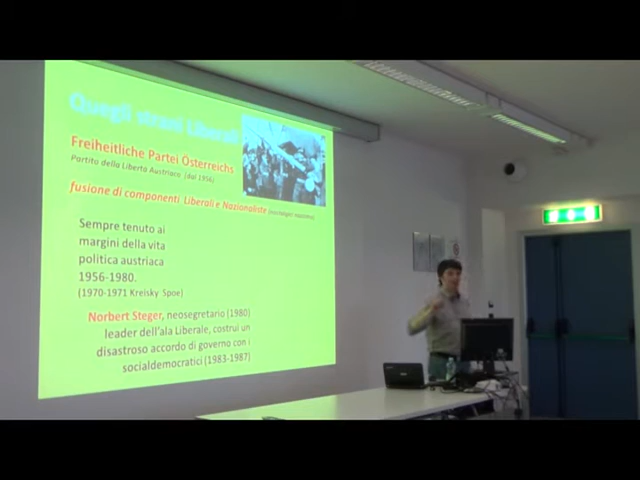 Quegli strani Liberali
Freiheitliche Partei Österreichs
Partito della Libertà Austriaco (dal 1956)
fusione di componenti Liberali e Nazionaliste
Sempre tenuto ai
margini della vita
politica austriaca
1956-1980.
(1970-1971 Kreisky Spoe)
Norbert Steger, neosegretario (1980)
leader dell'ala Liberale, costruì un
disastroso accordo di governo con i
socialdemocratici (1983-1987)